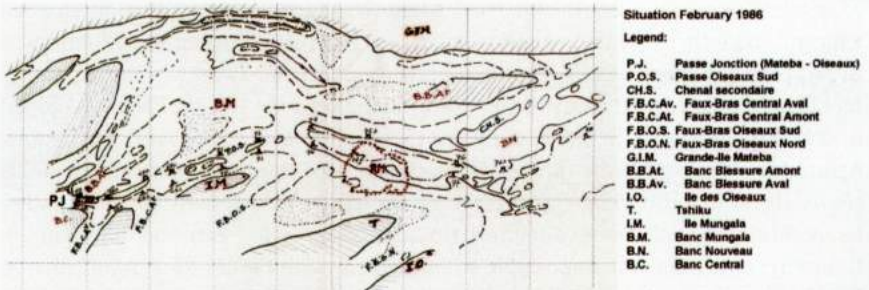 Situation February 1986
Legend:
P.J. Passe Jonction (Mateba - Oiseaux)
P.O.S. Passe Oiseaux Sud
CH.S. Chenal secondaire
F.B.C.Av. Faux-Bras Central Aval
F.B.C.At. Faux-Bras Central Amont
F.B.O.S. Faux-Bras Oiseaux Sud
F.B.O.N. Faux-Bras Oiseaux Nord
G.I.M. Grande-Ile Mateba
B.B.At. Banc Blessure Amont
B.B.Av. Banc Blessure Aval
I.O. Ile des Oiseaux
T. Tshiku
I.M. Ile Mungala
B.M. Banc Mungala
B.N. Banc Nouveau
B.C. Banc Central
G.I.M.
B.B.At.
B.M
CH.S.
BN
P.O.S
I.M.
PJ
B.C.
F.B.O.S.
T
F.B.O.N.
I.O.